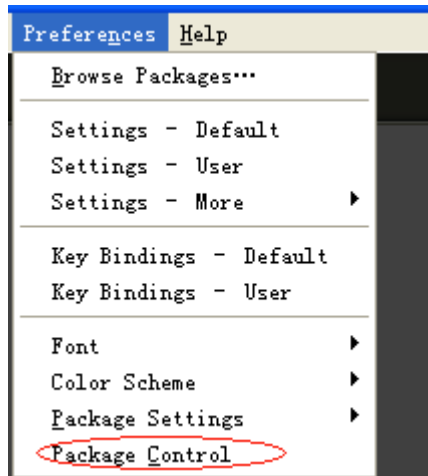 Preferences Help
Browse Packages…
Settings - Default
Settings - User
Settings - More
Key Bindings - Default
Key Bindings - User
Font
Color Scheme
Package Settings
Package Control